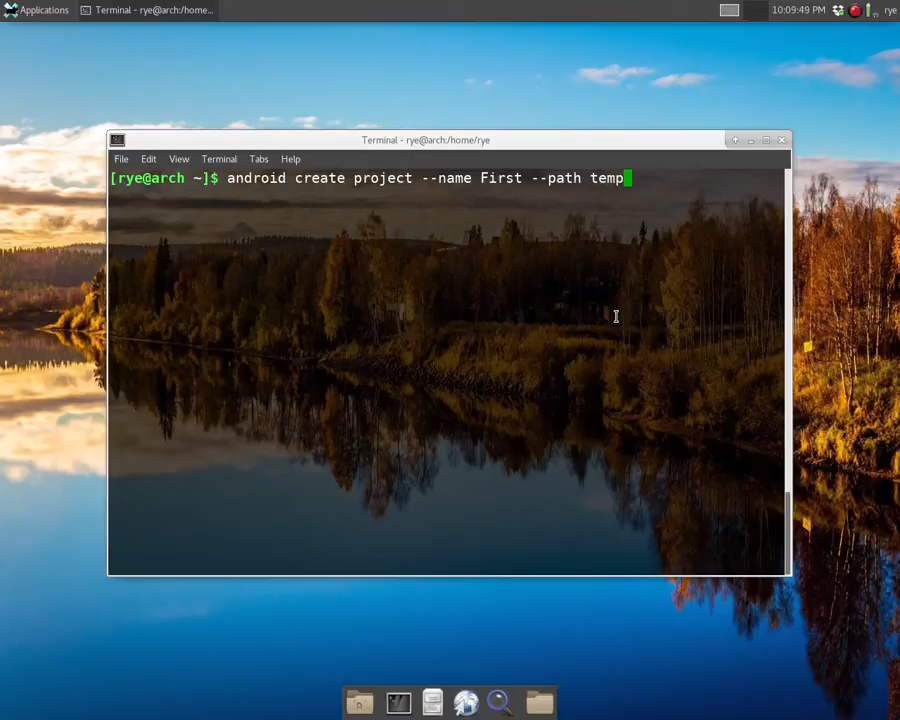 Applications Terminal - rye@arch:/home... 10:09:49 PM rye
Terminal - rye@arch:/home/rye
File Edit View Terminal Tabs Help
[rye@arch ~]$ android create project --name First --path temp